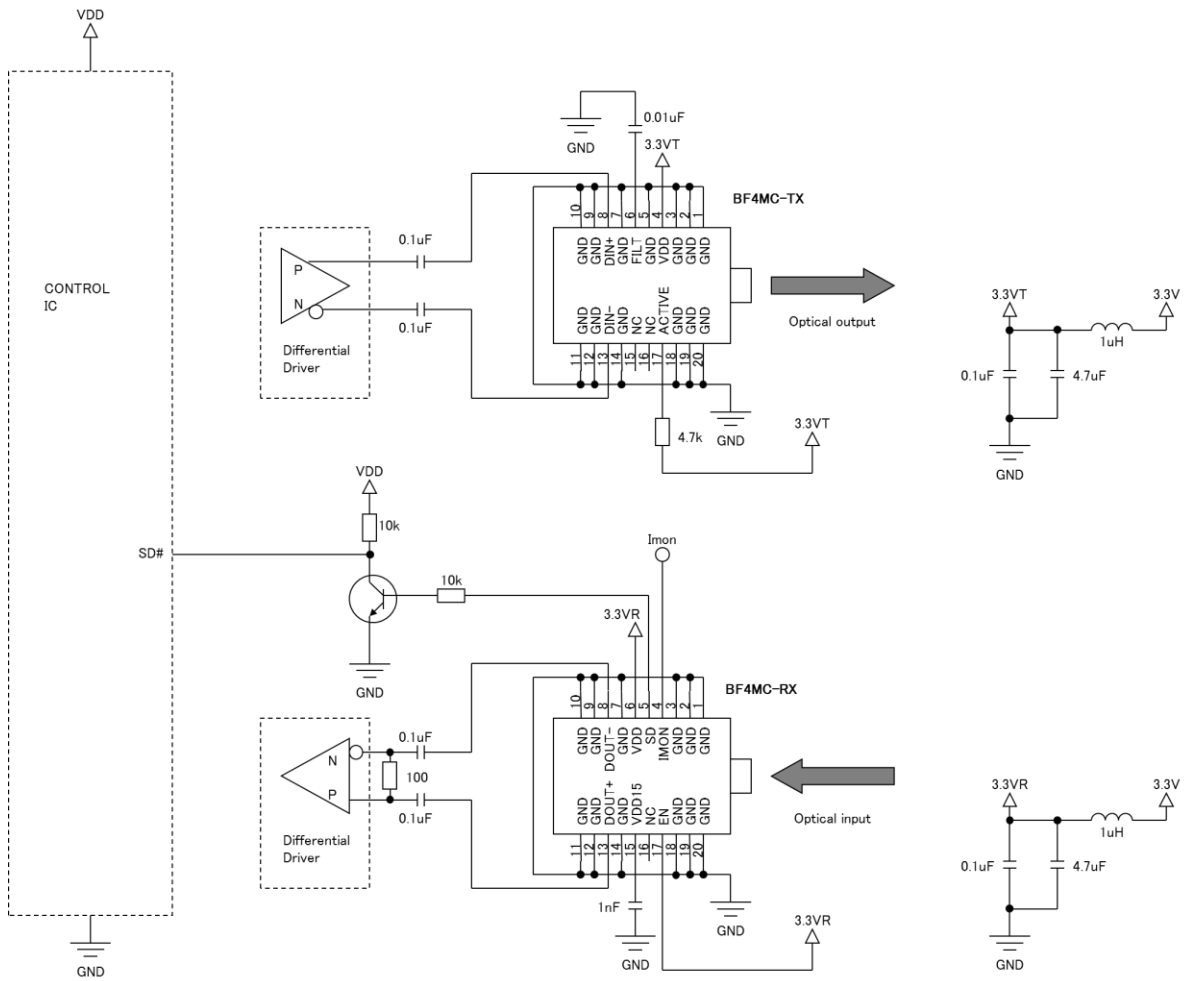 VDD
CONTROL
IC
SD#
GND
0.01uF
GND
3.3VT
BF4MC-TX
10 9 8 7 6 5 4 3 2 1
GND GND DIN+ GND FILT GND VDD GND GND GND
GND GND DIN- GND NC NC ACTIVE GND GND GND
11 12 13 14 15 16 17 18 19 20
0.1uF
P
N
0.1uF
Differential
Driver
Optical output
GND
4.7k
3.3VT
3.3VT
3.3V
1uH
0.1uF
4.7uF
GND
VDD
10k
10k
GND
Imon
3.3VR
BF4MC-RX
10 9 8 7 6 5 4 3 2 1
GND GND DOUT- GND VDD SD IMON GND GND GND
GND GND DOUT+ GND VDD15 NC EN GND GND GND
11 12 13 14 15 16 17 18 19 20
0.1uF
N
100
P
0.1uF
Differential
Driver
Optical input
1nF
GND
GND
3.3VR
3.3VR
3.3V
1uH
0.1uF
4.7uF
GND